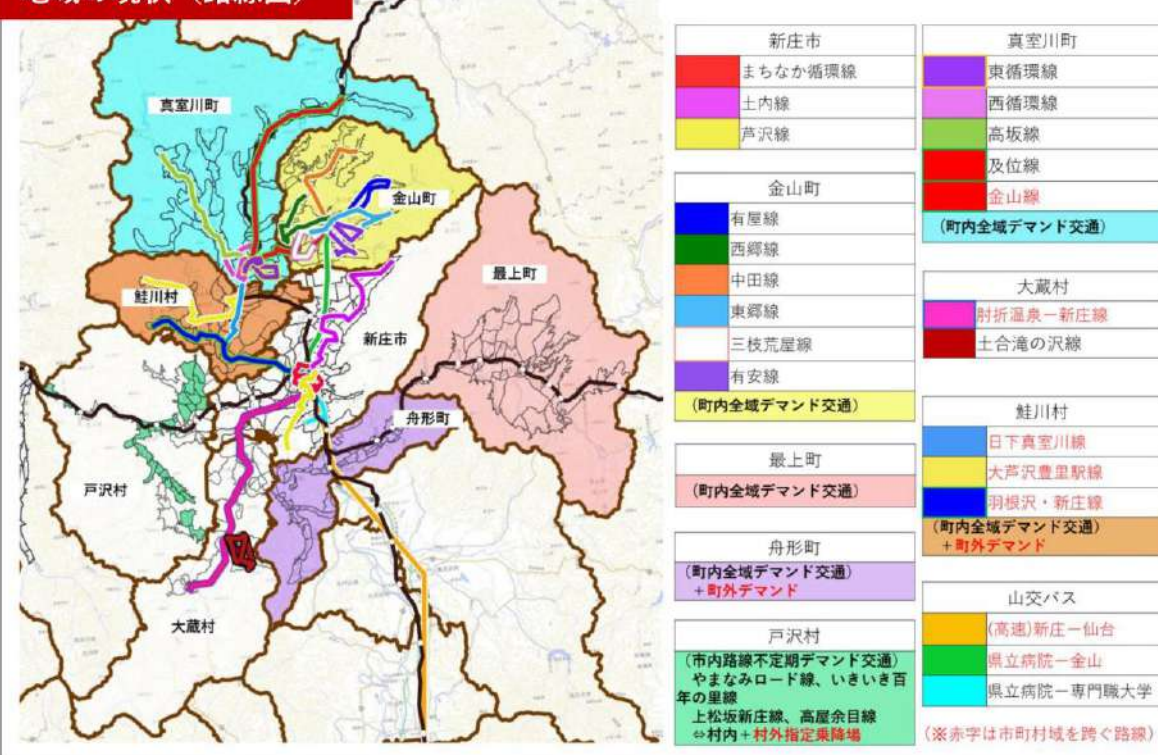 真室川町
金山町
最上町
鮭川村
新庄市
舟形町
戸沢村
大蔵村
新庄市
まちなか循環線
土内線
芦沢線
金山町
有屋線
西郷線
中田線
東郷線
三枝荒屋線
有安線
(町内全域デマンド交通)
最上町
(町内全域デマンド交通)
舟形町
(町内全域デマンド交通)
+町外デマンド
戸沢村
(市内路線不定期デマンド交通)
やまなみロード線、いきいき百
年の里線
上松坂新庄線、高屋余目線
⇔村内+村外指定乗降場
真室川町
東循環線
西循環線
高坂線
及位線
金山線
(町内全域デマンド交通)
大蔵村
肘折温泉ー新庄線
土合滝の沢線
鮭川村
日下真室川線
大芦沢豊里駅線
羽根沢・新庄線
(町内全域デマンド交通)
+町外デマンド
山交バス
(高速)新庄ー仙台
県立病院ー金山
県立病院ー専門職大学
(※赤字は市町村域を跨ぐ路線)